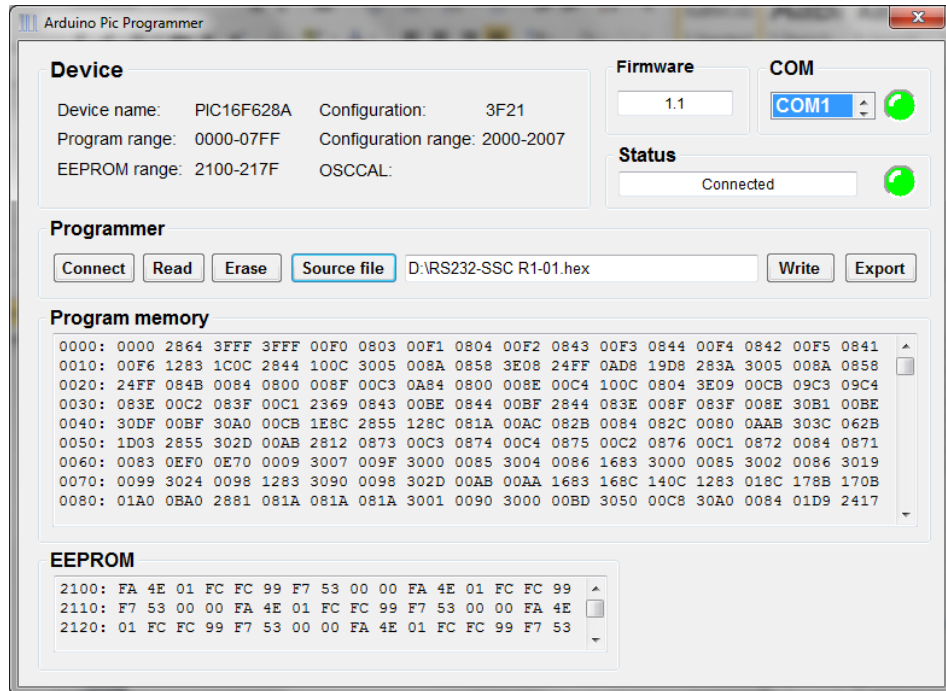 Arduino Pic Programmer
Device
Device name: PIC16F628A Configuration: 3F21
Program range: 0000-07FF Configuration range: 2000-2007
EEPROM range: 2100-217F OSCCAL:
Firmware
1.1
COM
COM1
Status
Connected
Programmer
Connect Read Erase Source file D:\RS232-SSC R1-01.hex Write Export
Program memory
0000: 0000 2864 3FFF 3FFF 00F0 0803 00F1 0804 00F2 0843 00F3 0844 00F4 0842 00F5 0841
0010: 00F6 1283 1C0C 2844 100C 3005 008A 0858 3E08 24FF 0AD8 19D8 283A 3005 008A 0858
0020: 24FF 084B 0084 0800 008F 00C3 0A84 0800 008E 00C4 100C 0804 3E09 00CB 09C3 09C4
0030: 083E 00C2 083F 00C1 2369 0843 00BE 0844 00BF 2844 083E 008F 083F 008E 30B1 00BE
0040: 30DF 00BF 30A0 00CB 1E8C 2855 128C 081A 00AC 082B 0084 082C 0080 0AAB 303C 062B
0050: 1D03 2855 302D 00AB 2812 0873 00C3 0874 00C4 0875 00C2 0876 00C1 0872 0084 0871
0060: 0083 0EF0 0E70 0009 3007 009F 3000 0085 3004 0086 1683 3000 0085 3002 0086 3019
0070: 0099 3024 0098 1283 3090 0098 302D 00AB 00AA 1683 168C 140C 1283 018C 178B 170B
0080: 01A0 0BA0 2881 081A 081A 081A 3001 0090 3000 00BD 3050 00C8 30A0 0084 01D9 2417
EEPROM
2100: FA 4E 01 FC FC 99 F7 53 00 00 FA 4E 01 FC FC 99
2110: F7 53 00 00 FA 4E 01 FC FC 99 F7 53 00 00 FA 4E
2120: 01 FC FC 99 F7 53 00 00 FA 4E 01 FC FC 99 F7 53